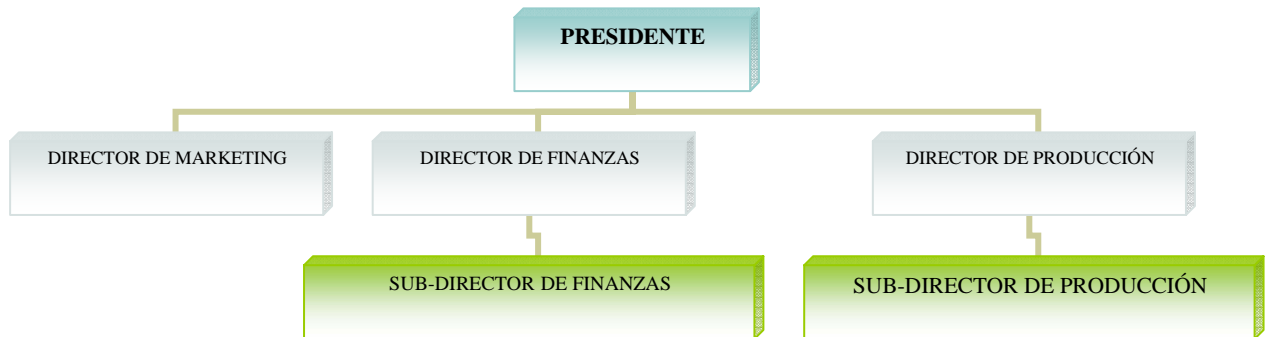 PRESIDENTE
DIRECTOR DE MARKETING
DIRECTOR DE FINANZAS
DIRECTOR DE PRODUCCIÓN
SUB-DIRECTOR DE FINANZAS
SUB-DIRECTOR DE PRODUCCIÓN